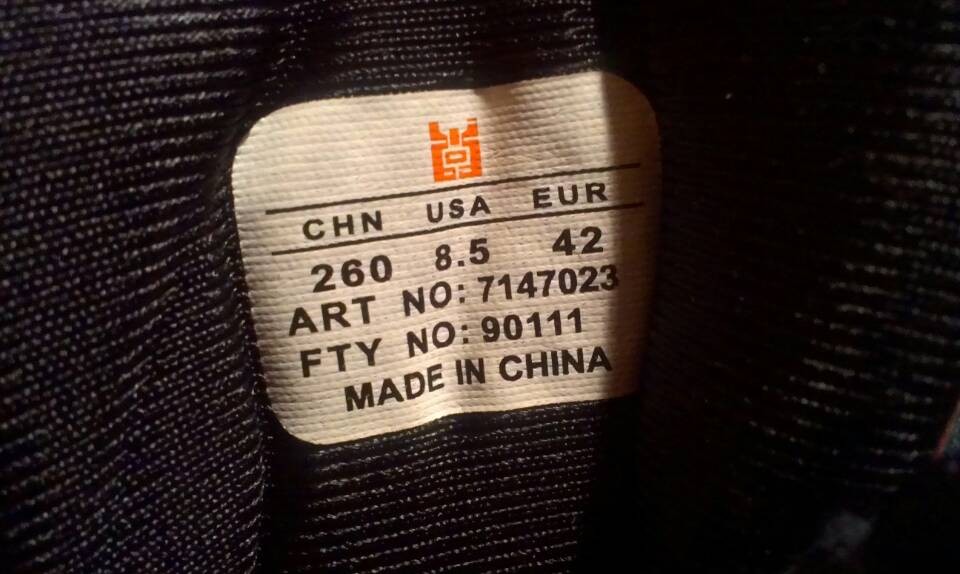 CHN USA EUR
260 8.5 42
ART NO: 7147023
FTY NO: 90111
MADE IN CHINA